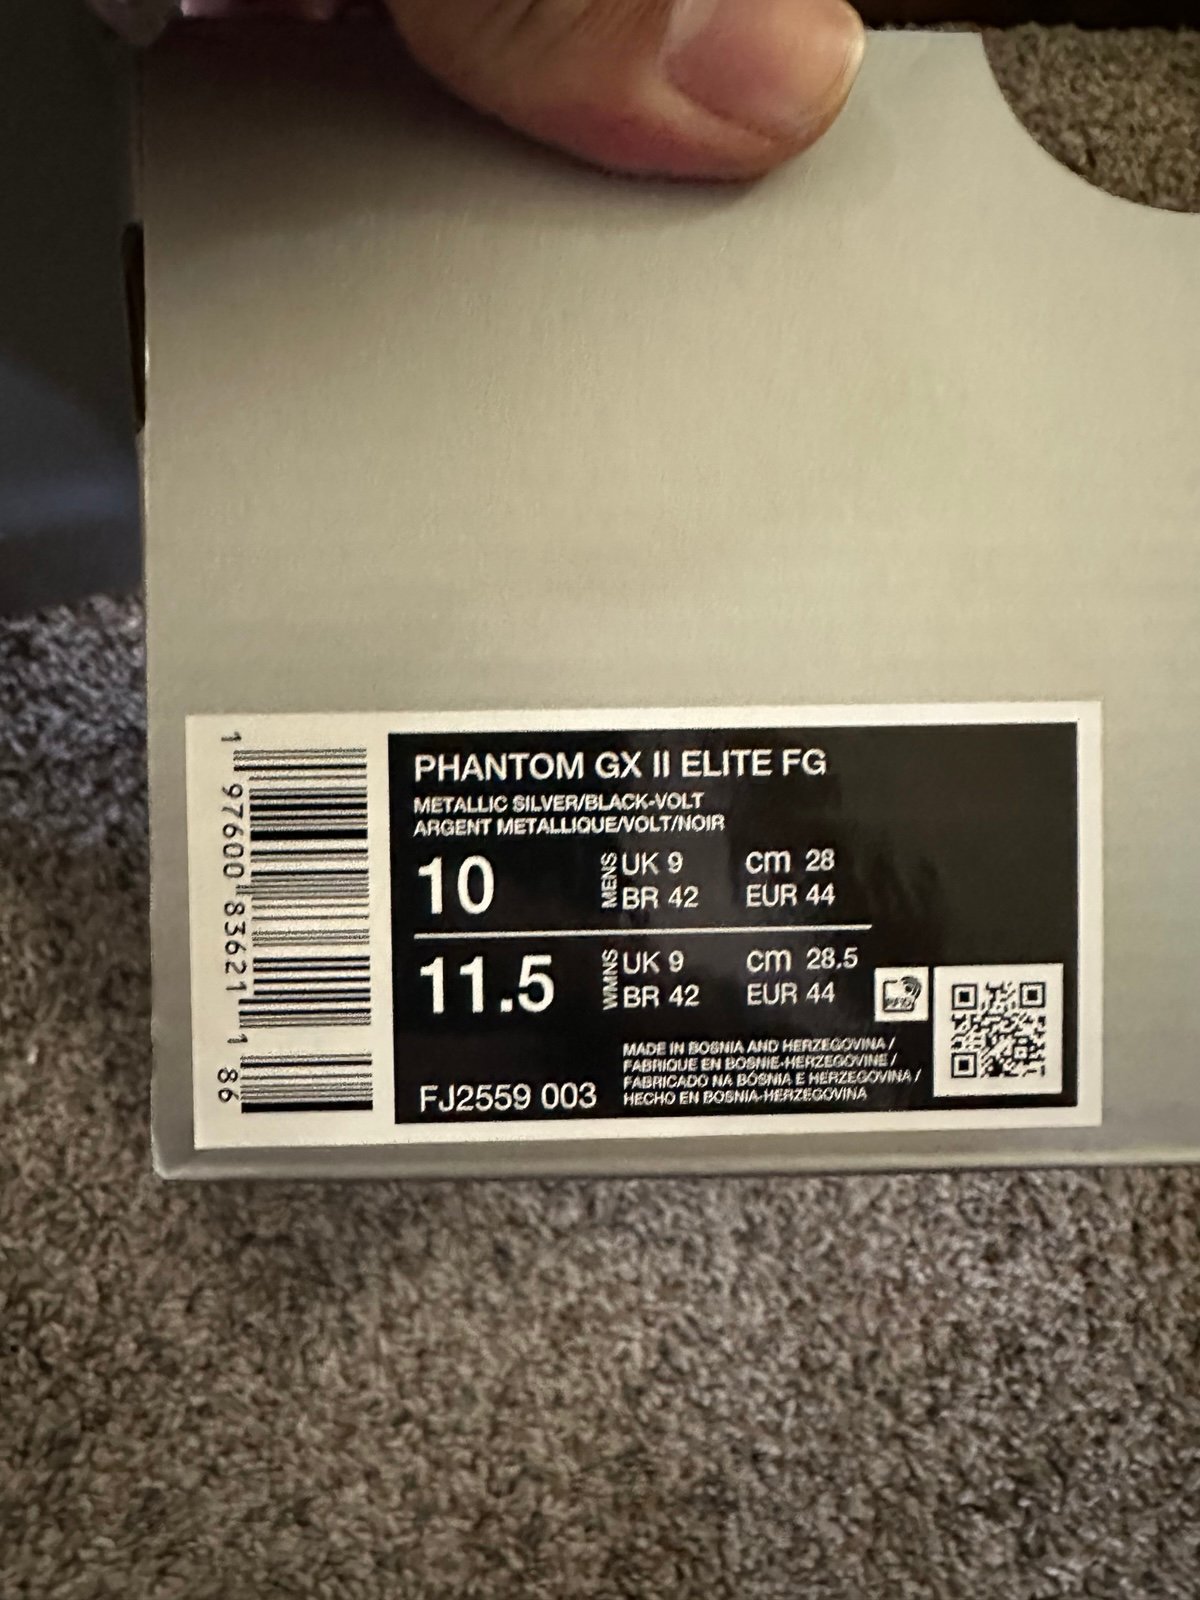 1 97600 83621 1 86
PHANTOM GX II ELITE FG
METALLIC SILVER/BLACK-VOLT
ARGENT METALLIQUE/VOLT/NOIR
10 MENS UK 9 cm 28
BR 42 EUR 44
11.5 WMNS UK 9 cm 28.5
BR 42 EUR 44
MADE IN BOSNIA AND HERZEGOVINA /
FABRIQUE EN BOSNIE-HERZEGOVINE /
FABRICADO NA BÓSNIA E HERZEGOVINA /
HECHO EN BOSNIA-HERZEGOVINA
FJ2559 003